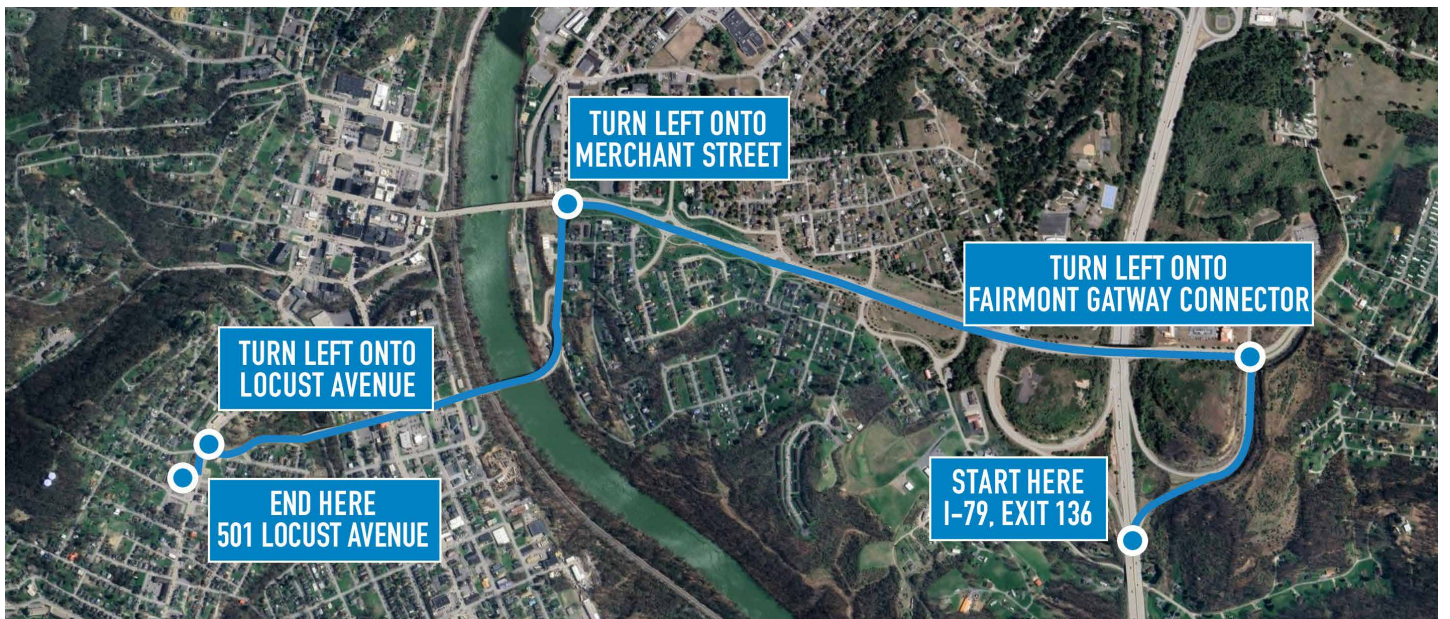 TURN LEFT ONTO
MERCHANT STREET
TURN LEFT ONTO
FAIRMONT GATWAY CONNECTOR
TURN LEFT ONTO
LOCUST AVENUE
START HERE
I-79, EXIT 136
END HERE
501 LOCUST AVENUE